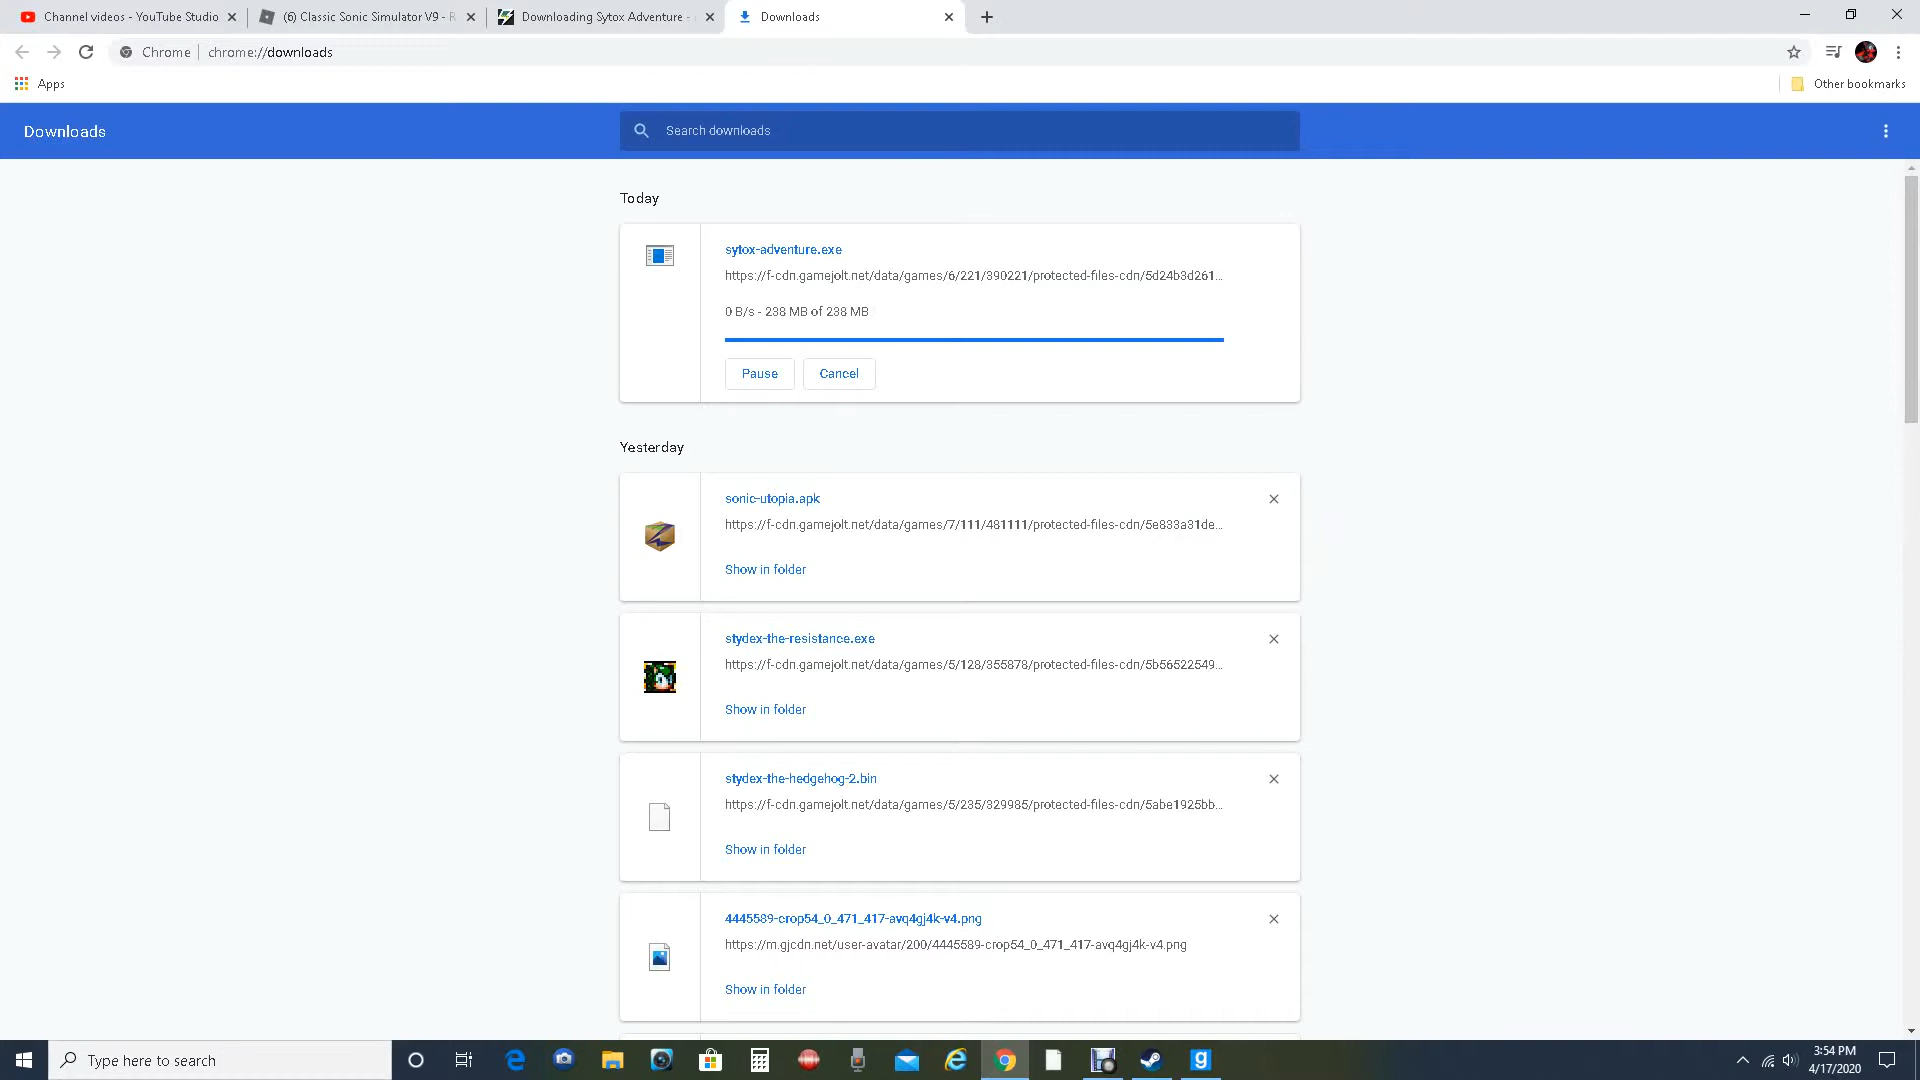 Channel videos - YouTube Studio
(6) Classic Sonic Simulator V9 - R
Downloading Sytox Adventure -
Downloads
Chrome
chrome://downloads
Apps
Other bookmarks
Downloads
Search downloads
Today
sytox-adventure.exe
https://f-cdn.gamejolt.net/data/games/6/221/390221/protected-files-cdn/5d24b3d261...
0 B/s - 238 MB of 238 MB
Pause
Cancel
Yesterday
sonic-utopia.apk
https://f-cdn.gamejolt.net/data/games/7/111/481111/protected-files-cdn/5e833a31de...
Show in folder
stydex-the-resistance.exe
https://f-cdn.gamejolt.net/data/games/5/128/355878/protected-files-cdn/5b56522549...
Show in folder
stydex-the-hedgehog-2.bin
https://f-cdn.gamejolt.net/data/games/5/235/329985/protected-files-cdn/5abe1925bb...
Show in folder
4445589-crop54_0_471_417-avq4gj4k-v4.png
https://m.gjcdn.net/user-avatar/200/4445589-crop54_0_471_417-avq4gj4k-v4.png
Show in folder
Type here to search
3:54 PM
4/17/2020